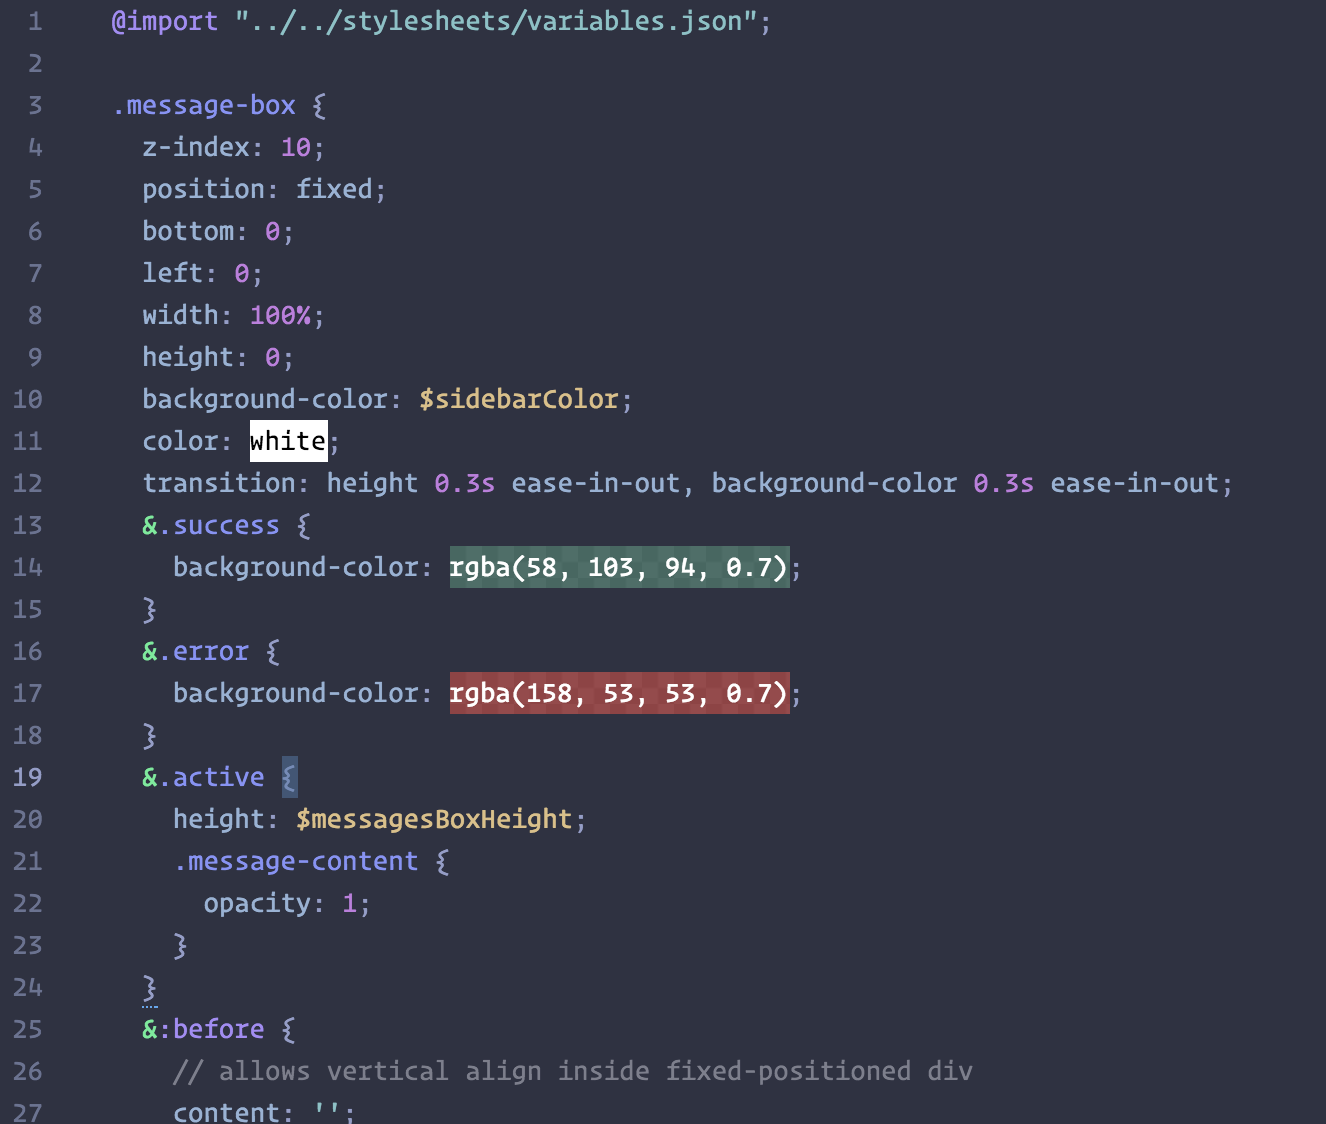 1 @import "../../stylesheets/variables.json";
2
3 .message-box {
4 z-index: 10;
5 position: fixed;
6 bottom: 0;
7 left: 0;
8 width: 100%;
9 height: 0;
10 background-color: $sidebarColor;
11 color: white;
12 transition: height 0.3s ease-in-out, background-color 0.3s ease-in-out;
13 &.success {
14 background-color: rgba(58, 103, 94, 0.7);
15 }
16 &.error {
17 background-color: rgba(158, 53, 53, 0.7);
18 }
19 &.active {
20 height: $messagesBoxHeight;
21 .message-content {
22 opacity: 1;
23 }
24 }
25 &:before {
26 // allows vertical align inside fixed-positioned div
27 content: '';